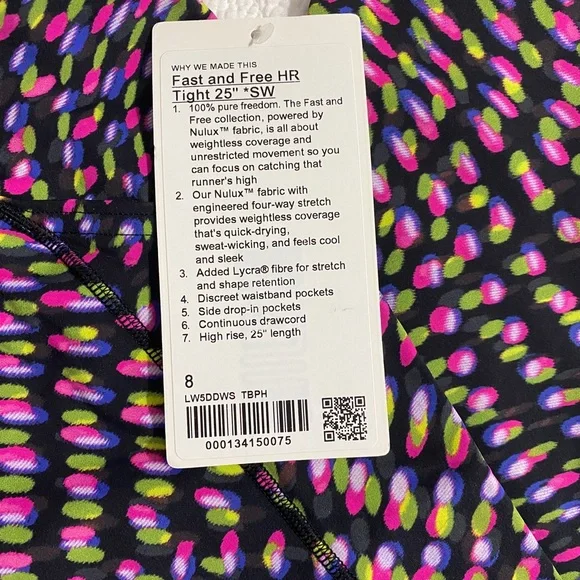 WHY WE MADE THIS
Fast and Free HR
Tight 25" *SW
1. 100% pure freedom. The Fast and
Free collection, powered by
Nulux™ fabric, is all about
weightless coverage and
unrestricted movement so you
can focus on catching that
runner's high
2. Our Nulux™ fabric with
engineered four-way stretch
provides weightless coverage
that's quick-drying,
sweat-wicking, and feels cool
and sleek
3. Added Lycra® fibre for stretch
and shape retention
4. Discreet waistband pockets
5. Side drop-in pockets
6. Continuous drawcord
7. High rise, 25" length
8
LW5DDWS TBPH
000134150075